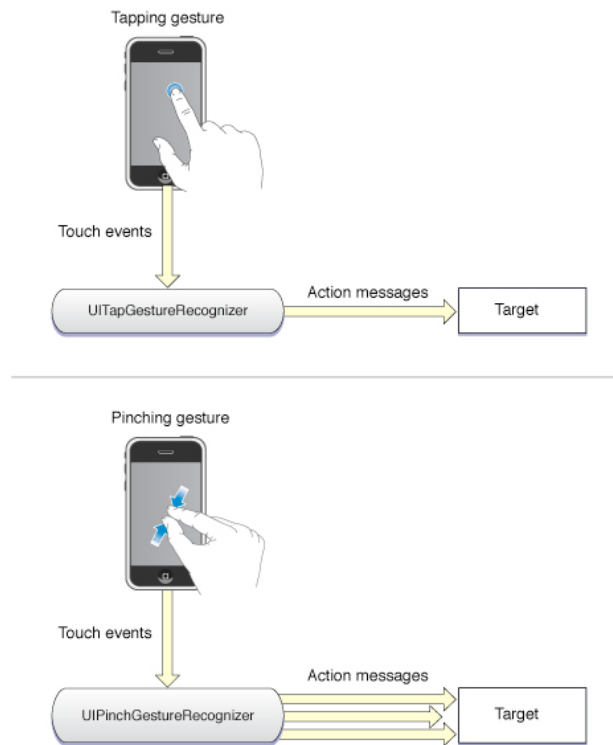 Tapping gesture
Touch events
Action messages
UITapGestureRecognizer
Target
Pinching gesture
Touch events
Action messages
UIPinchGestureRecognizer
Target